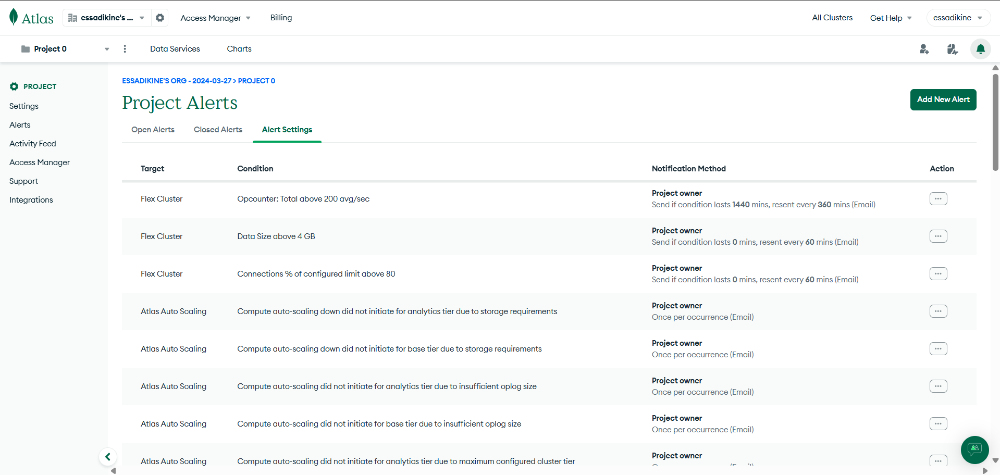 Atlas
essadikine's ...
Access Manager
Billing
All Clusters
Get Help
essadikine
Project 0
Data Services
Charts
PROJECT
Settings
Alerts
Activity Feed
Access Manager
Support
Integrations
ESSADIKINE'S ORG - 2024-03-27 > PROJECT 0
Project Alerts
Add New Alert
Open Alerts
Closed Alerts
Alert Settings
Target Condition Notification Method Action
Flex Cluster
Opcounter: Total above 200 avg/sec
Project owner
Send if condition lasts 1440 mins, resent every 360 mins (Email)
Flex Cluster
Data Size above 4 GB
Project owner
Send if condition lasts 0 mins, resent every 60 mins (Email)
Flex Cluster
Connections % of configured limit above 80
Project owner
Send if condition lasts 0 mins, resent every 60 mins (Email)
Atlas Auto Scaling
Compute auto-scaling down did not initiate for analytics tier due to storage requirements
Project owner
Once per occurrence (Email)
Atlas Auto Scaling
Compute auto-scaling down did not initiate for base tier due to storage requirements
Project owner
Once per occurrence (Email)
Atlas Auto Scaling
Compute auto-scaling did not initiate for analytics tier due to insufficient oplog size
Project owner
Once per occurrence (Email)
Atlas Auto Scaling
Compute auto-scaling did not initiate for base tier due to insufficient oplog size
Project owner
Once per occurrence (Email)
Atlas Auto Scaling
Compute auto-scaling did not initiate for analytics tier due to maximum configured cluster tier
Project owner